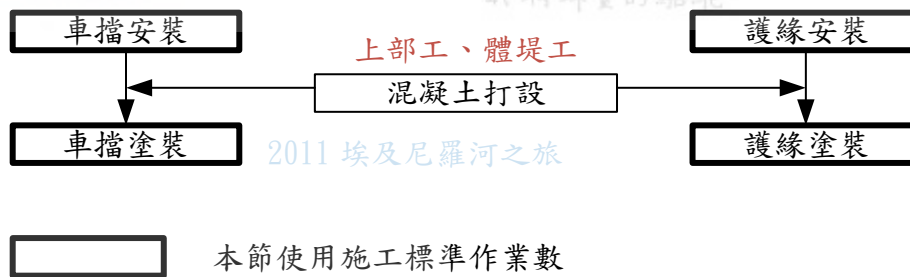 車擋安裝
護緣安裝
上部工、體堤工
混凝土打設
車擋塗裝
護緣塗裝
2011 埃及尼羅河之旅
本節使用施工標準作業數